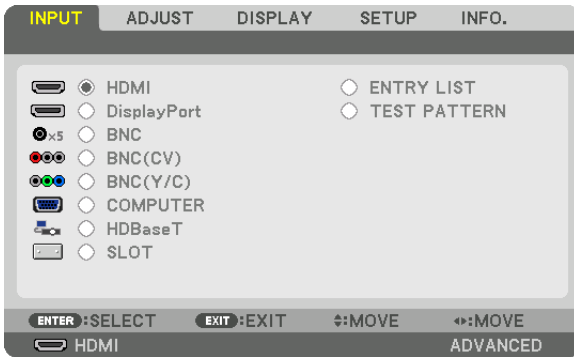 INPUT ADJUST DISPLAY SETUP INFO.
HDMI ENTRY LIST
DisplayPort TEST PATTERN
×5 BNC
BNC(CV)
BNC(Y/C)
COMPUTER
HDBaseT
SLOT
ENTER :SELECT EXIT :EXIT :MOVE :MOVE
HDMI ADVANCED